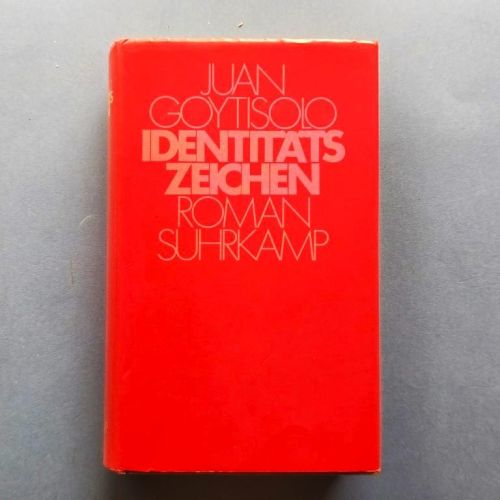 JUAN
GOYTISOLO
IDENTITÄTS
ZEICHEN
ROMAN
SUHRKAMP